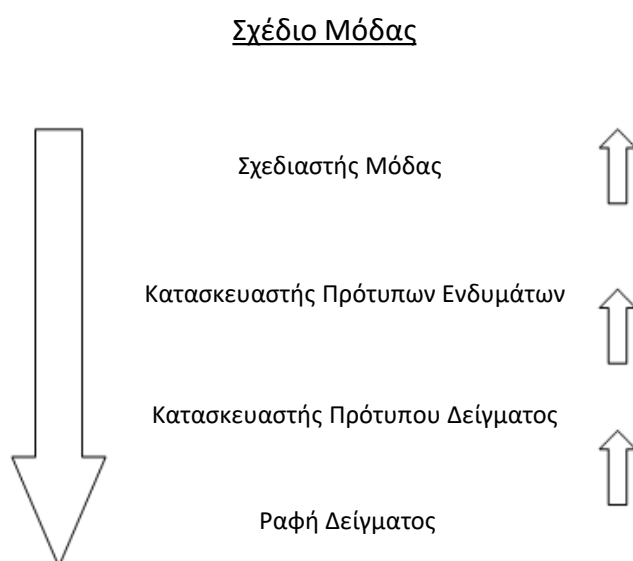 Σχέδιο Μόδας
Σχεδιαστής Μόδας
Κατασκευαστής Πρότυπων Ενδυμάτων
Κατασκευαστής Πρότυπου Δείγματος
Ραφή Δείγματος